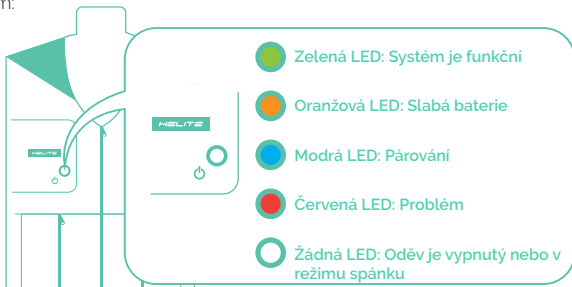 m:
Zelená LED: Systém je funkční
Oranžová LED: Slabá baterie
HELITE
HELITE
Modrá LED: Párování
Červená LED: Problém
Žádná LED: Oděv je vypnutý nebo v
režimu spánku